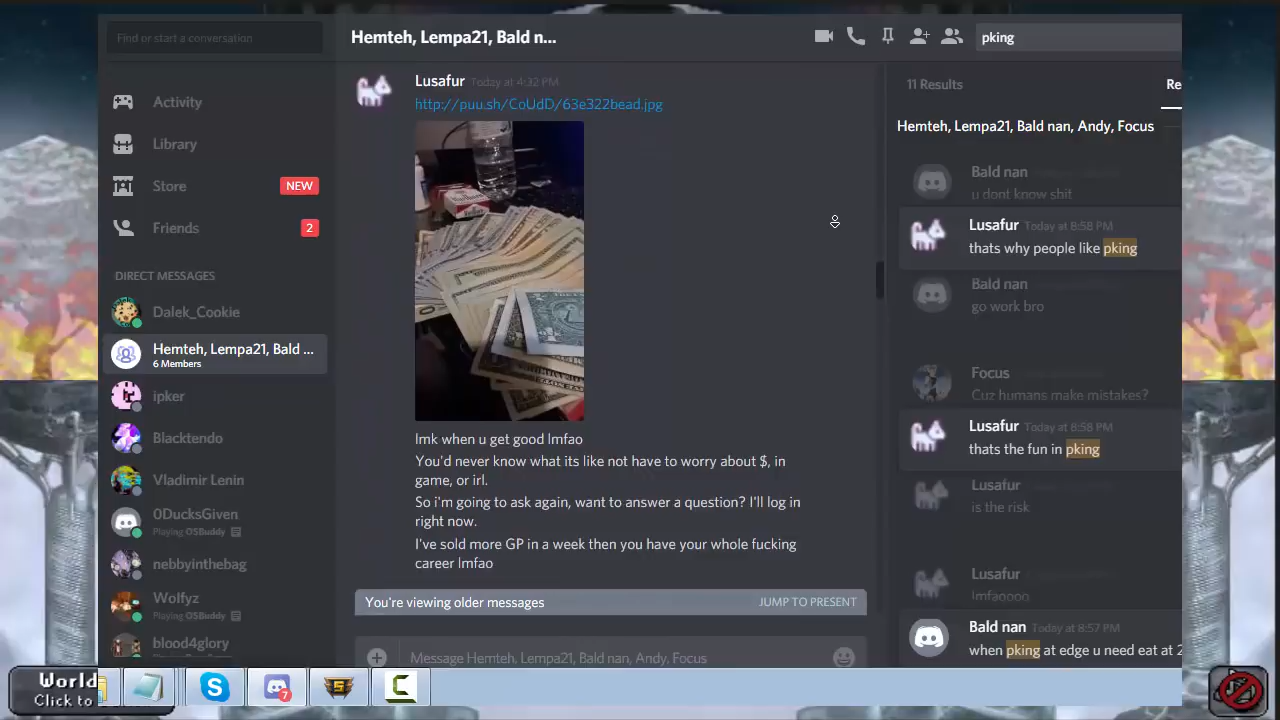 Find or start a conversation
Activity
Library
Store
NEW
Friends
2
DIRECT MESSAGES
Dalek_Cookie
Hemteh, Lempa21, Bald ...
6 Members
ipker
Blacktendo
Vladimir Lenin
0DucksGiven
Playing OSBuddy
nebbyinthebag
Wolfyz
Playing OSBuddy
blood4glory
Hemteh, Lempa21, Bald n...
pking
Lusafur Today at 4:32 PM
http://puu.sh/CoUdD/63e322bead.jpg
lmk when u get good lmfao
You'd never know what its like not have to worry about $, in
game, or irl.
So i'm going to ask again, want to answer a question? I'll log in
right now.
I've sold more GP in a week then you have your whole fucking
career lmfao
You're viewing older messages
JUMP TO PRESENT
Message Hemteh, Lempa21, Bald nan, Andy, Focus
11 Results
Re
Hemteh, Lempa21, Bald nan, Andy, Focus
Bald nan
u dont know shit
Lusafur Today at 8:58 PM
thats why people like pking
Bald nan
go work bro
Focus
Cuz humans make mistakes?
Lusafur Today at 8:58 PM
thats the fun in pking
Lusafur
is the risk
Lusafur
lmfaoooo
Bald nan Today at 8:57 PM
when pking at edge u need eat at 2
World
Click to
7